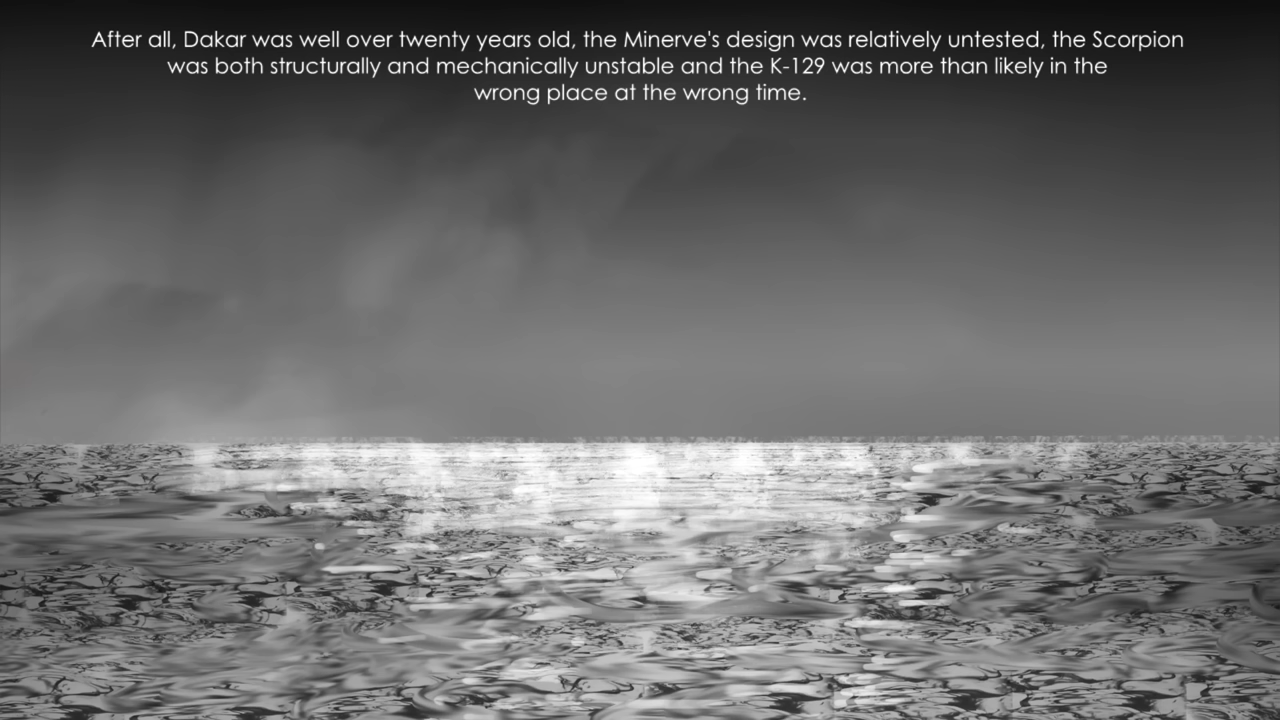 After all, Dakar was well over twenty years old, the Minerve's design was relatively untested, the Scorpion
was both structurally and mechanically unstable and the K-129 was more than likely in the
wrong place at the wrong time.